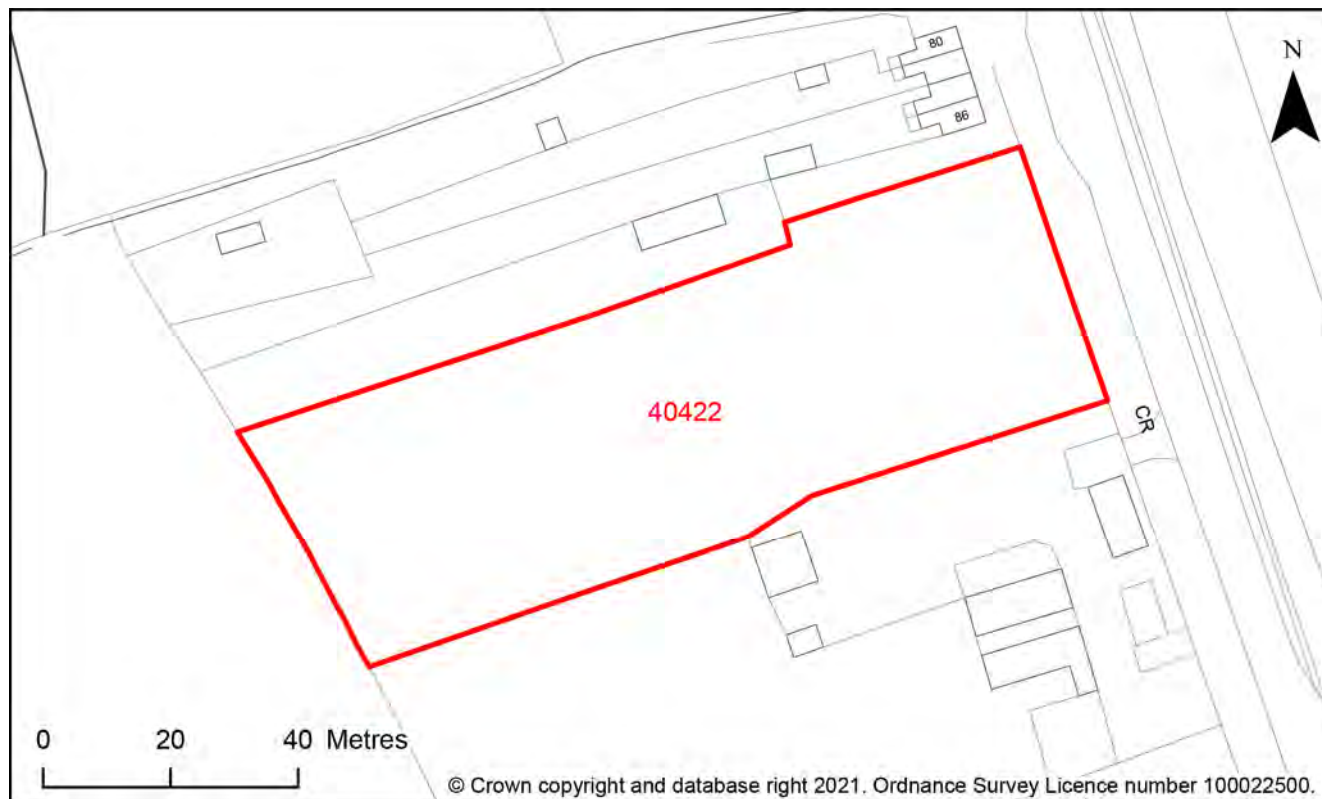 80
N
86
40422
CR
0 20 40 Metres
© Crown copyright and database right 2021. Ordnance Survey Licence number 100022500.